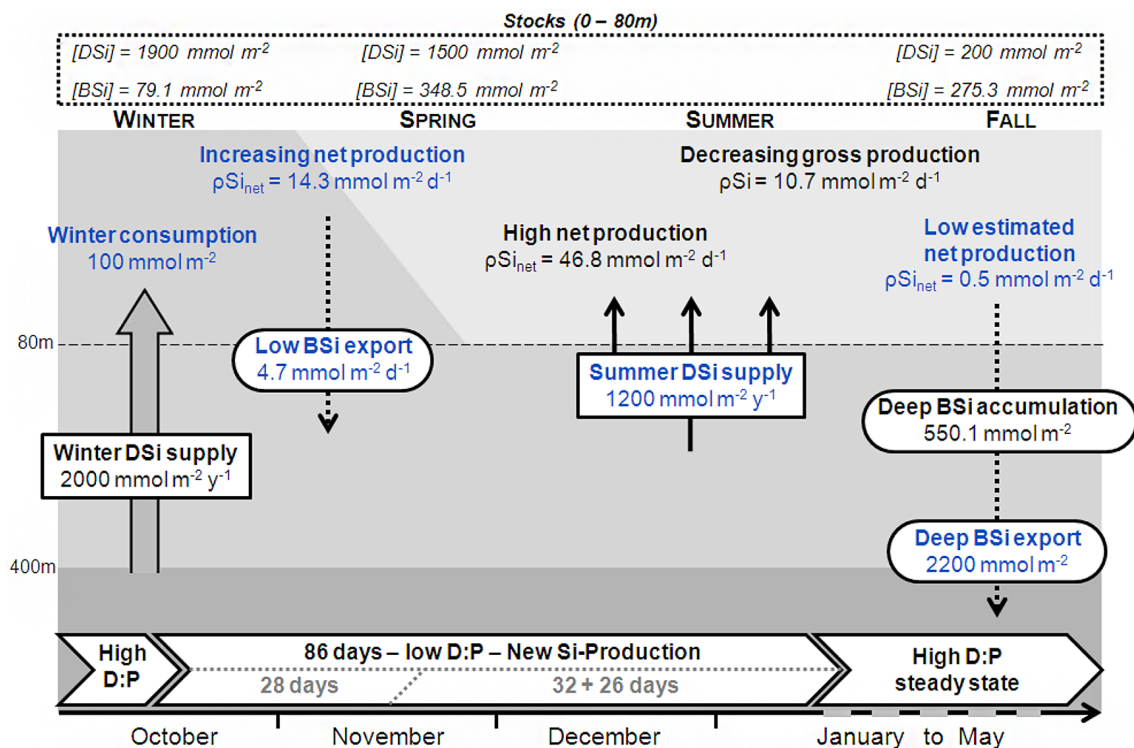 Stocks (0 – 80m)
[DSi] = 1900 mmol m-2
[DSi] = 1500 mmol m-2
[DSi] = 200 mmol m-2
[BSi] = 79.1 mmol m-2
[BSi] = 348.5 mmol m-2
[BSi] = 275.3 mmol m-2
WINTER
SPRING
SUMMER
FALL
Increasing net production
ρSinet = 14.3 mmol m-2 d-1
Decreasing gross production
ρSi = 10.7 mmol m-2 d-1
Winter consumption
100 mmol m-2
High net production
ρSinet = 46.8 mmol m-2 d-1
Low estimated
net production
ρSinet = 0.5 mmol m-2 d-1
80m
Low BSi export
4.7 mmol m-2 d-1
Summer DSi supply
1200 mmol m-2 y-1
Deep BSi accumulation
550.1 mmol m-2
Winter DSi supply
2000 mmol m-2 y-1
Deep BSi export
2200 mmol m-2
400m
High
D:P
86 days – low D:P – New Si-Production
28 days
32 + 26 days
High D:P
steady state
October
November
December
January to May